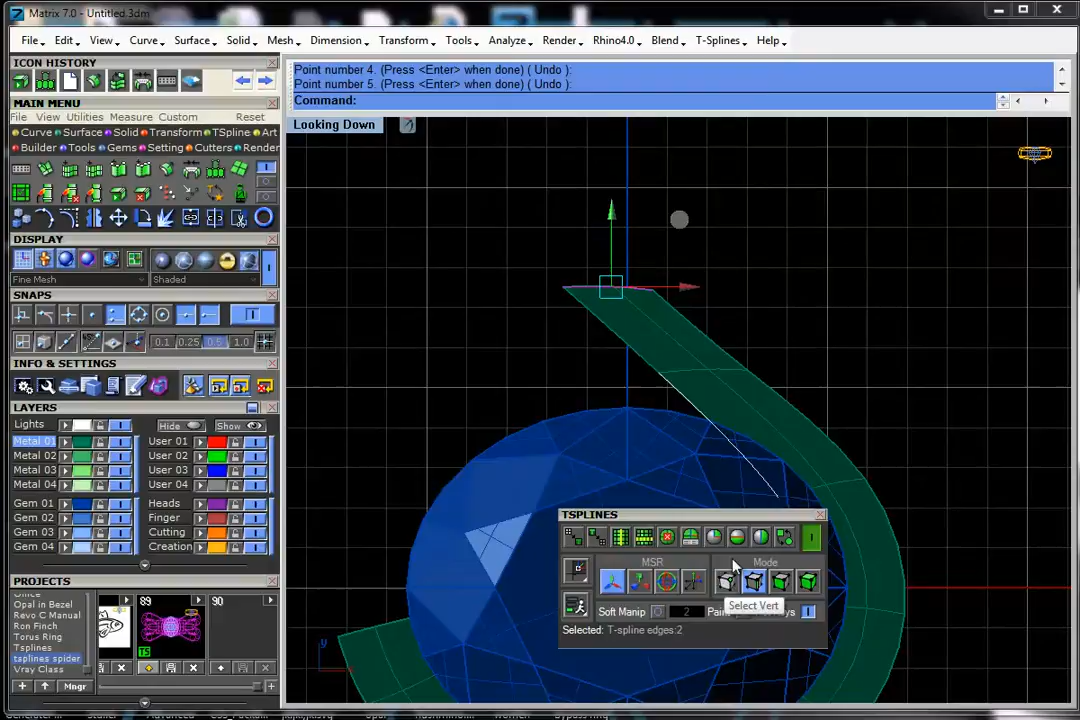 Matrix 7.0 - Untitled.3dm
File Edit View Curve Surface Solid Mesh Dimension Transform Tools Analyze Render Rhino4.0 Blend T-Splines Help
ICON HISTORY
Point number 4. (Press <Enter> when done) ( Undo ):
Point number 5. (Press <Enter> when done) ( Undo ):
Command:
MAIN MENU
File View Utilities Measure Custom Reset
Curve Surface Solid Transform TSpline Art
Builder Tools Gems Setting Cutters Render
Looking Down
DISPLAY
Fine Mesh Shaded
SNAPS
0.1 0.25 0.5 1.0
INFO & SETTINGS
LAYERS
Lights Hide Show
Metal 01 User 01
Metal 02 User 02
Metal 03 User 03
Metal 04 User 04
Gem 01 Heads
Gem 02 Finger
Gem 03 Cutting
Gem 04 Creation
PROJECTS
Opal in Bezel
Revo C Manual
Ron Finch
Torus Ring
Tsplines
tsplines spider
Vray Class
89 90
TS
Mngr
TSPLINES
MSR Mode
Select Vert
Soft Manip 2
Selected: T-spline edges:2
y